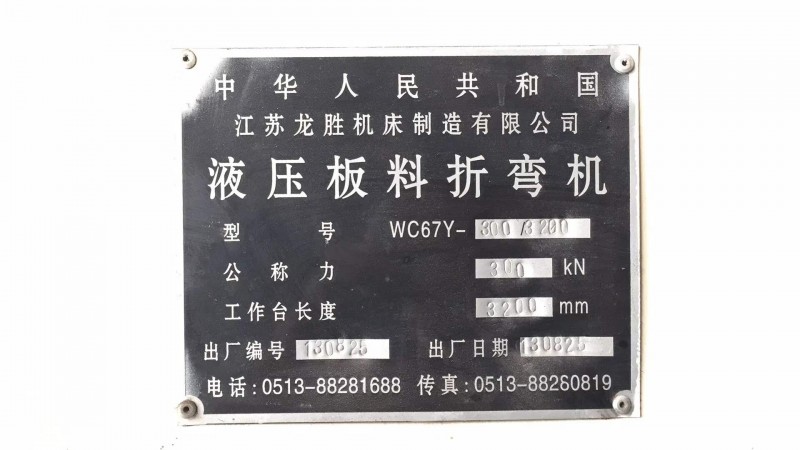 中华人民共和国
江苏龙胜机床制造有限公司
液压板料折弯机
型号 WC67Y-300/3200
公称力 300 kN
工作台长度 3200 mm
出厂编号 130825 出厂日期 130825
电话:0513-88281688 传真:0513-88260819